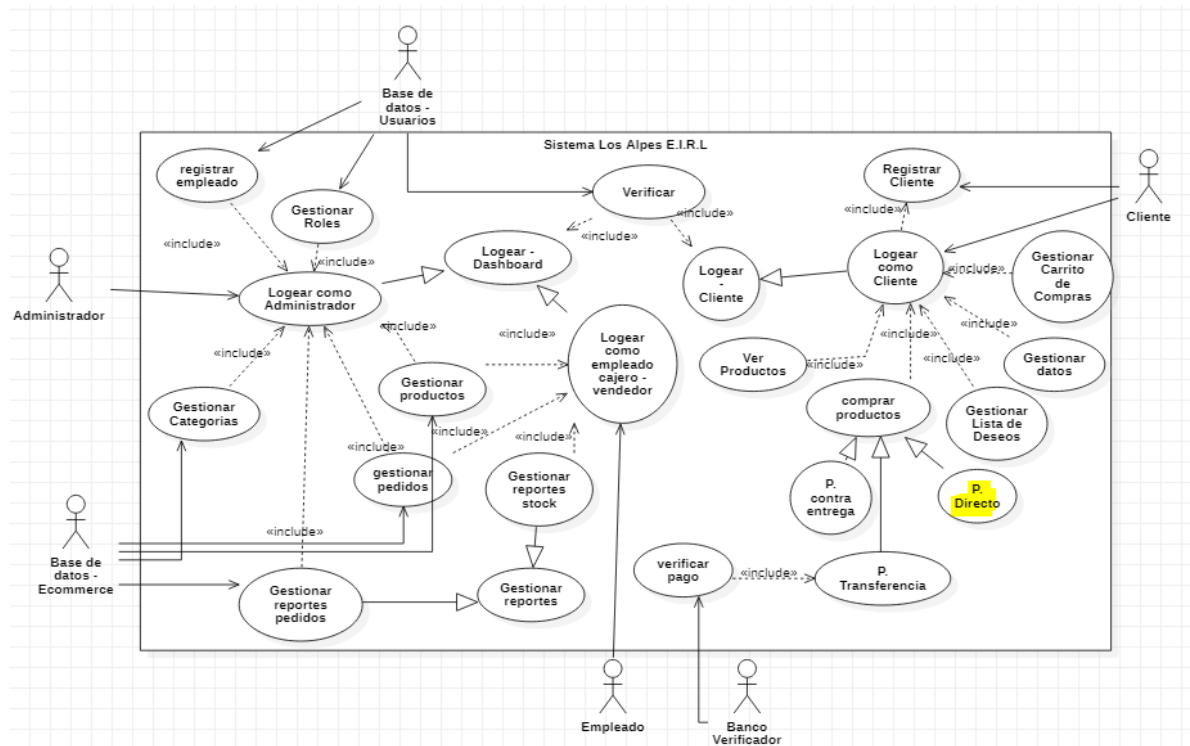 Base de
datos -
Usuarios
Sistema Los Alpes E.I.R.L
registrar
empleado
Gestionar
Roles
Verificar
Registrar
Cliente
Cliente
«include»
«include»
«include»
«include»
«include»
Logear -
Dashboard
Logear
-
Cliente
Logear
como
Cliente
«include»
Gestionar
Carrito
de
Compras
Administrador
Logear como
Administrador
«include»
«include»
«include»
«include»
«include»
«include»
Logear
como
empleado
cajero -
vendedor
Ver
Productos
«include»
Gestionar
datos
Gestionar
productos
Gestionar
Categorias
comprar
productos
Gestionar
Lista de
Deseos
«include»
«include»
«include»
gestionar
pedidos
Gestionar
reportes
stock
P.
contra
entrega
P.
Directo
«include»
Base de
datos -
Ecommerce
Gestionar
reportes
pedidos
Gestionar
reportes
verificar
pago
«include»
P.
Transferencia
Empleado
Banco
Verificador